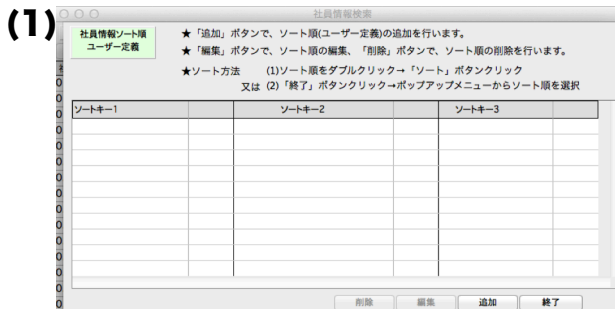 (1)
社員情報検索
社員情報ソート順
ユーザー定義
★「追加」ボタンで、ソート順(ユーザー定義)の追加を行います。
★「編集」ボタンで、ソート順の編集、「削除」ボタンで、ソート順の削除を行います。
★ソート方法 (1)ソート順をダブルクリック→「ソート」ボタンクリック
又は (2)「終了」ボタンクリック→ポップアップメニューからソート順を選択
ソートキー1 ソートキー2 ソートキー3
削除 編集 追加 終了